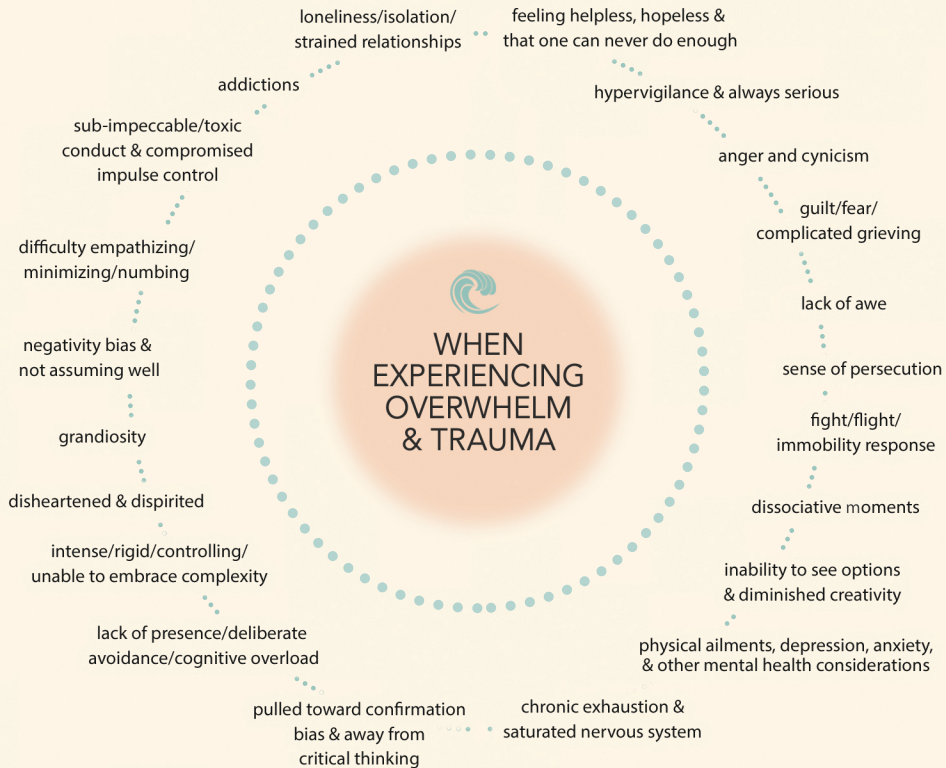 loneliness/isolation/
strained relationships
feeling helpless, hopeless &
that one can never do enough
hypervigilance & always serious
anger and cynicism
guilt/fear/
complicated grieving
lack of awe
sense of persecution
fight/flight/
immobility response
dissociative moments
inability to see options
& diminished creativity
physical ailments, depression, anxiety,
& other mental health considerations
chronic exhaustion &
saturated nervous system
pulled toward confirmation
bias & away from
critical thinking
lack of presence/deliberate
avoidance/cognitive overload
intense/rigid/controlling/
unable to embrace complexity
disheartened & dispirited
grandiosity
negativity bias &
not assuming well
difficulty empathizing/
minimizing/numbing
sub-impeccable/toxic
conduct & compromised
impulse control
addictions
WHEN
EXPERIENCING
OVERWHELM
& TRAUMA